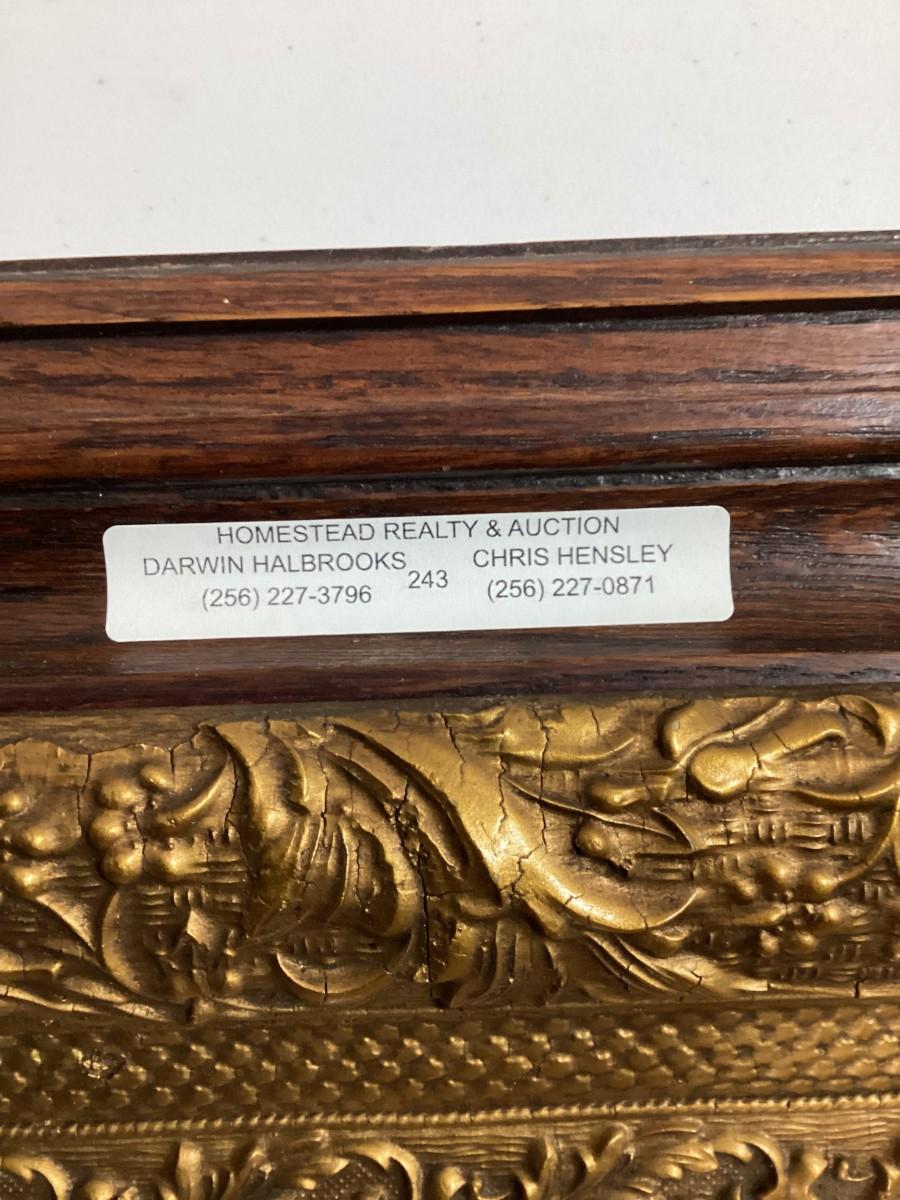 HOMESTEAD REALTY & AUCTION
DARWIN HALBROOKS CHRIS HENSLEY
(256) 227-3796 243 (256) 227-0871